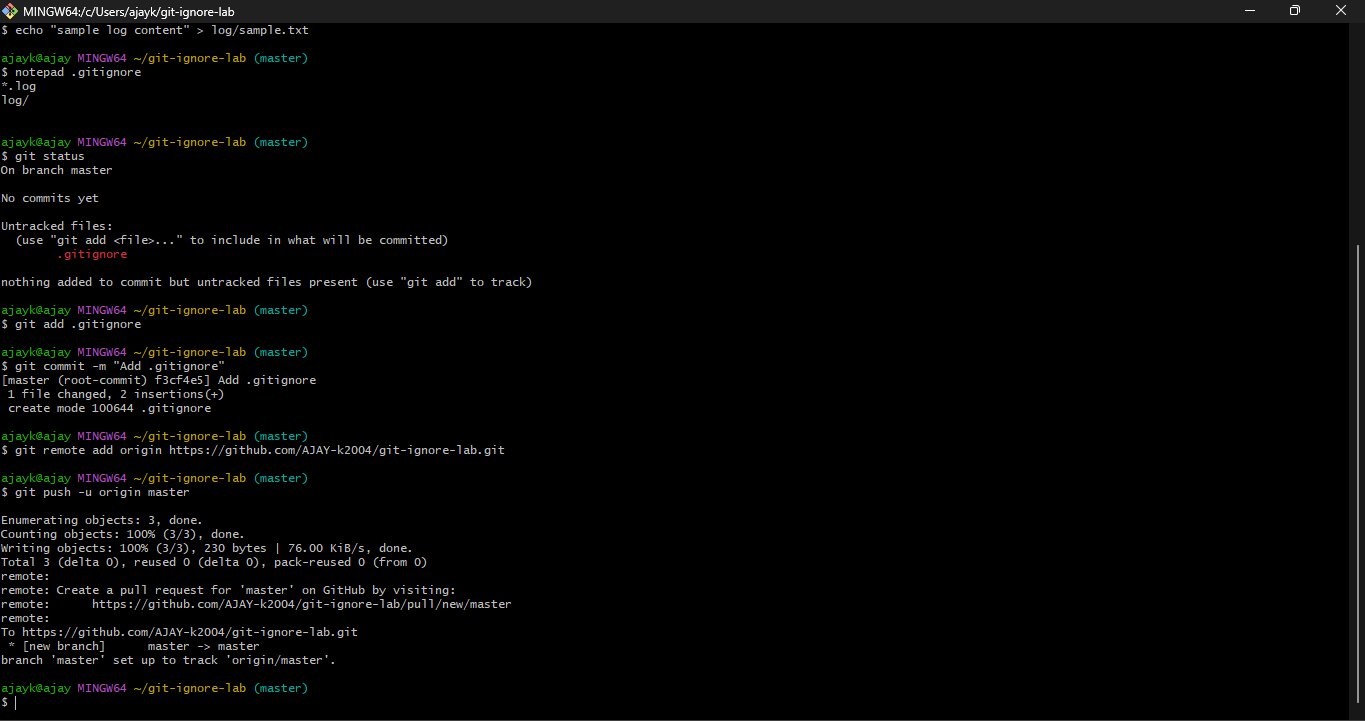 MINGW64:/c/Users/ajayk/git-ignore-lab
$ echo "sample log content" > log/sample.txt
ajayk@ajay MINGW64 ~/git-ignore-lab (master)
$ notepad .gitignore
*.log
log/
ajayk@ajay MINGW64 ~/git-ignore-lab (master)
$ git status
On branch master
No commits yet
Untracked files:
(use "git add <file>..." to include in what will be committed)
.gitignore
nothing added to commit but untracked files present (use "git add" to track)
ajayk@ajay MINGW64 ~/git-ignore-lab (master)
$ git add .gitignore
ajayk@ajay MINGW64 ~/git-ignore-lab (master)
$ git commit -m "Add .gitignore"
[master (root-commit) f3cf4e5] Add .gitignore
1 file changed, 2 insertions(+)
create mode 100644 .gitignore
ajayk@ajay MINGW64 ~/git-ignore-lab (master)
$ git remote add origin https://github.com/AJAY-k2004/git-ignore-lab.git
ajayk@ajay MINGW64 ~/git-ignore-lab (master)
$ git push -u origin master
Enumerating objects: 3, done.
Counting objects: 100% (3/3), done.
Writing objects: 100% (3/3), 230 bytes | 76.00 KiB/s, done.
Total 3 (delta 0), reused 0 (delta 0), pack-reused 0 (from 0)
remote:
remote: Create a pull request for 'master' on GitHub by visiting:
remote:      https://github.com/AJAY-k2004/git-ignore-lab/pull/new/master
remote:
To https://github.com/AJAY-k2004/git-ignore-lab.git
* [new branch]      master -> master
branch 'master' set up to track 'origin/master'.
ajayk@ajay MINGW64 ~/git-ignore-lab (master)
$